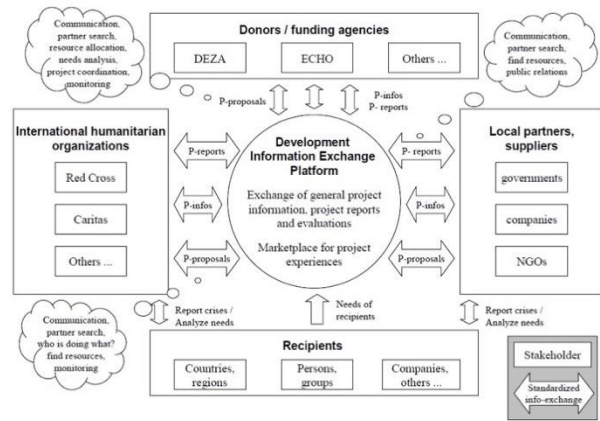 Communication,
partner search,
resource allocation,
needs analysis,
project coordination,
monitoring
Donors / funding agencies
DEZA
ECHO
Others ...
Communication,
partner search,
find resources,
public relations
P-proposals
P-infos
P- reports
International humanitarian
organizations
Red Cross
Caritas
Others ...
P-reports
P-infos
P-proposals
Development
Information Exchange
Platform
Exchange of general project
information, project reports
and evaluations
Marketplace for project
experiences
P- reports
P-infos
P-proposals
Local partners,
suppliers
governments
companies
NGOs
Communication,
partner search,
who is doing what?
find resources,
monitoring
Report crises /
Analyze needs
Needs of
recipients
Report crises /
Analyze needs
Recipients
Countries,
regions
Persons,
groups
Companies,
others ...
Stakeholder
Standardized
info-exchange